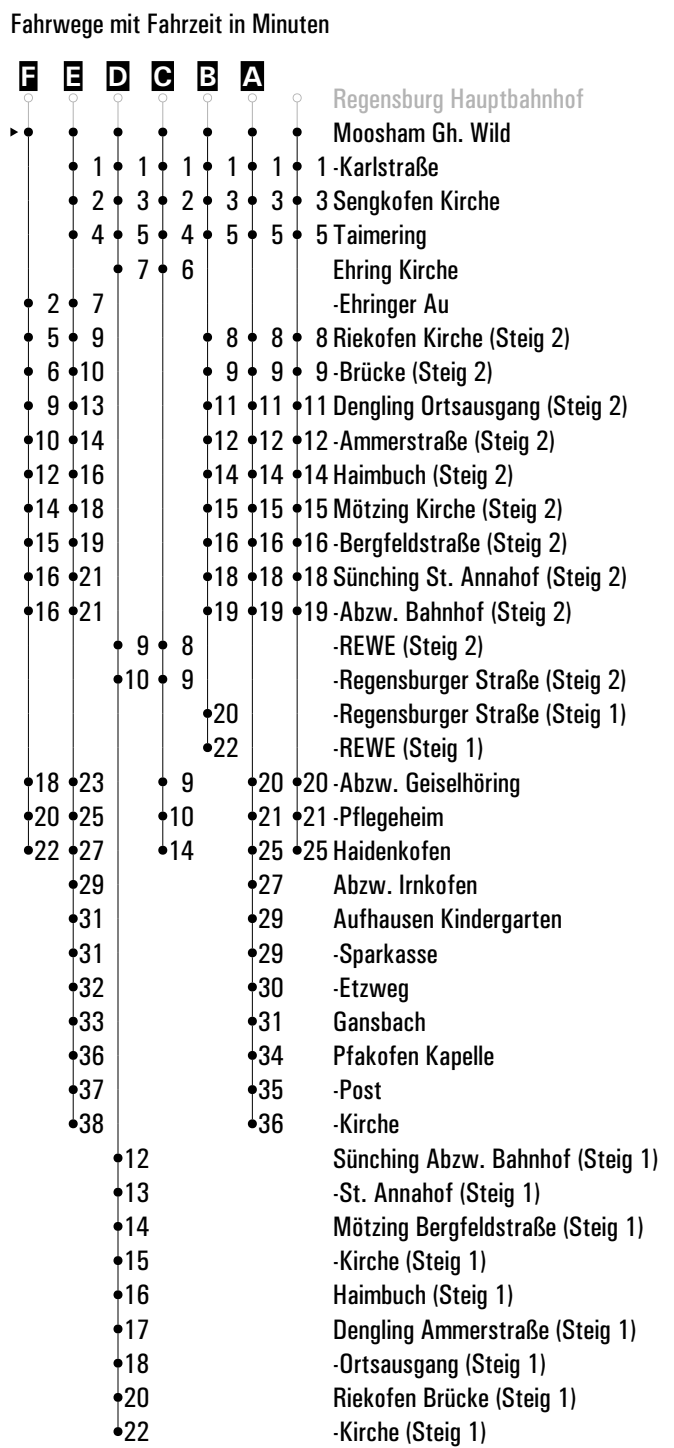 Fahrwege mit Fahrzeit in Minuten
F E D C B A
Regensburg Hauptbahnhof
Moosham Gh. Wild
1 1 1 1 1 1 -Karlstraße
2 3 2 3 3 3 Sengkofen Kirche
4 5 4 5 5 5 Taimering
7 6 Ehring Kirche
2 7 -Ehringer Au
5 9 8 8 8 Riekofen Kirche (Steig 2)
6 10 9 9 9 -Brücke (Steig 2)
9 13 11 11 11 Dengling Ortsausgang (Steig 2)
10 14 12 12 12 -Ammerstraße (Steig 2)
12 16 14 14 14 Haimbuch (Steig 2)
14 18 15 15 15 Mötzing Kirche (Steig 2)
15 19 16 16 16 -Bergfeldstraße (Steig 2)
16 21 18 18 18 Sünching St. Annahof (Steig 2)
16 21 19 19 19 -Abzw. Bahnhof (Steig 2)
9 8 -REWE (Steig 2)
10 9 -Regensburger Straße (Steig 2)
20 -Regensburger Straße (Steig 1)
22 -REWE (Steig 1)
18 23 9 20 20 -Abzw. Geiselhöring
20 25 10 21 21 -Pflegeheim
22 27 14 25 25 Haidenkofen
29 27 Abzw. Irnkofen
31 29 Aufhausen Kindergarten
31 29 -Sparkasse
32 30 -Etzweg
33 31 Gansbach
36 34 Pfakofen Kapelle
37 35 -Post
38 36 -Kirche
12 Sünching Abzw. Bahnhof (Steig 1)
13 -St. Annahof (Steig 1)
14 Mötzing Bergfeldstraße (Steig 1)
15 -Kirche (Steig 1)
16 Haimbuch (Steig 1)
17 Dengling Ammerstraße (Steig 1)
18 -Ortsausgang (Steig 1)
20 Riekofen Brücke (Steig 1)
22 -Kirche (Steig 1)